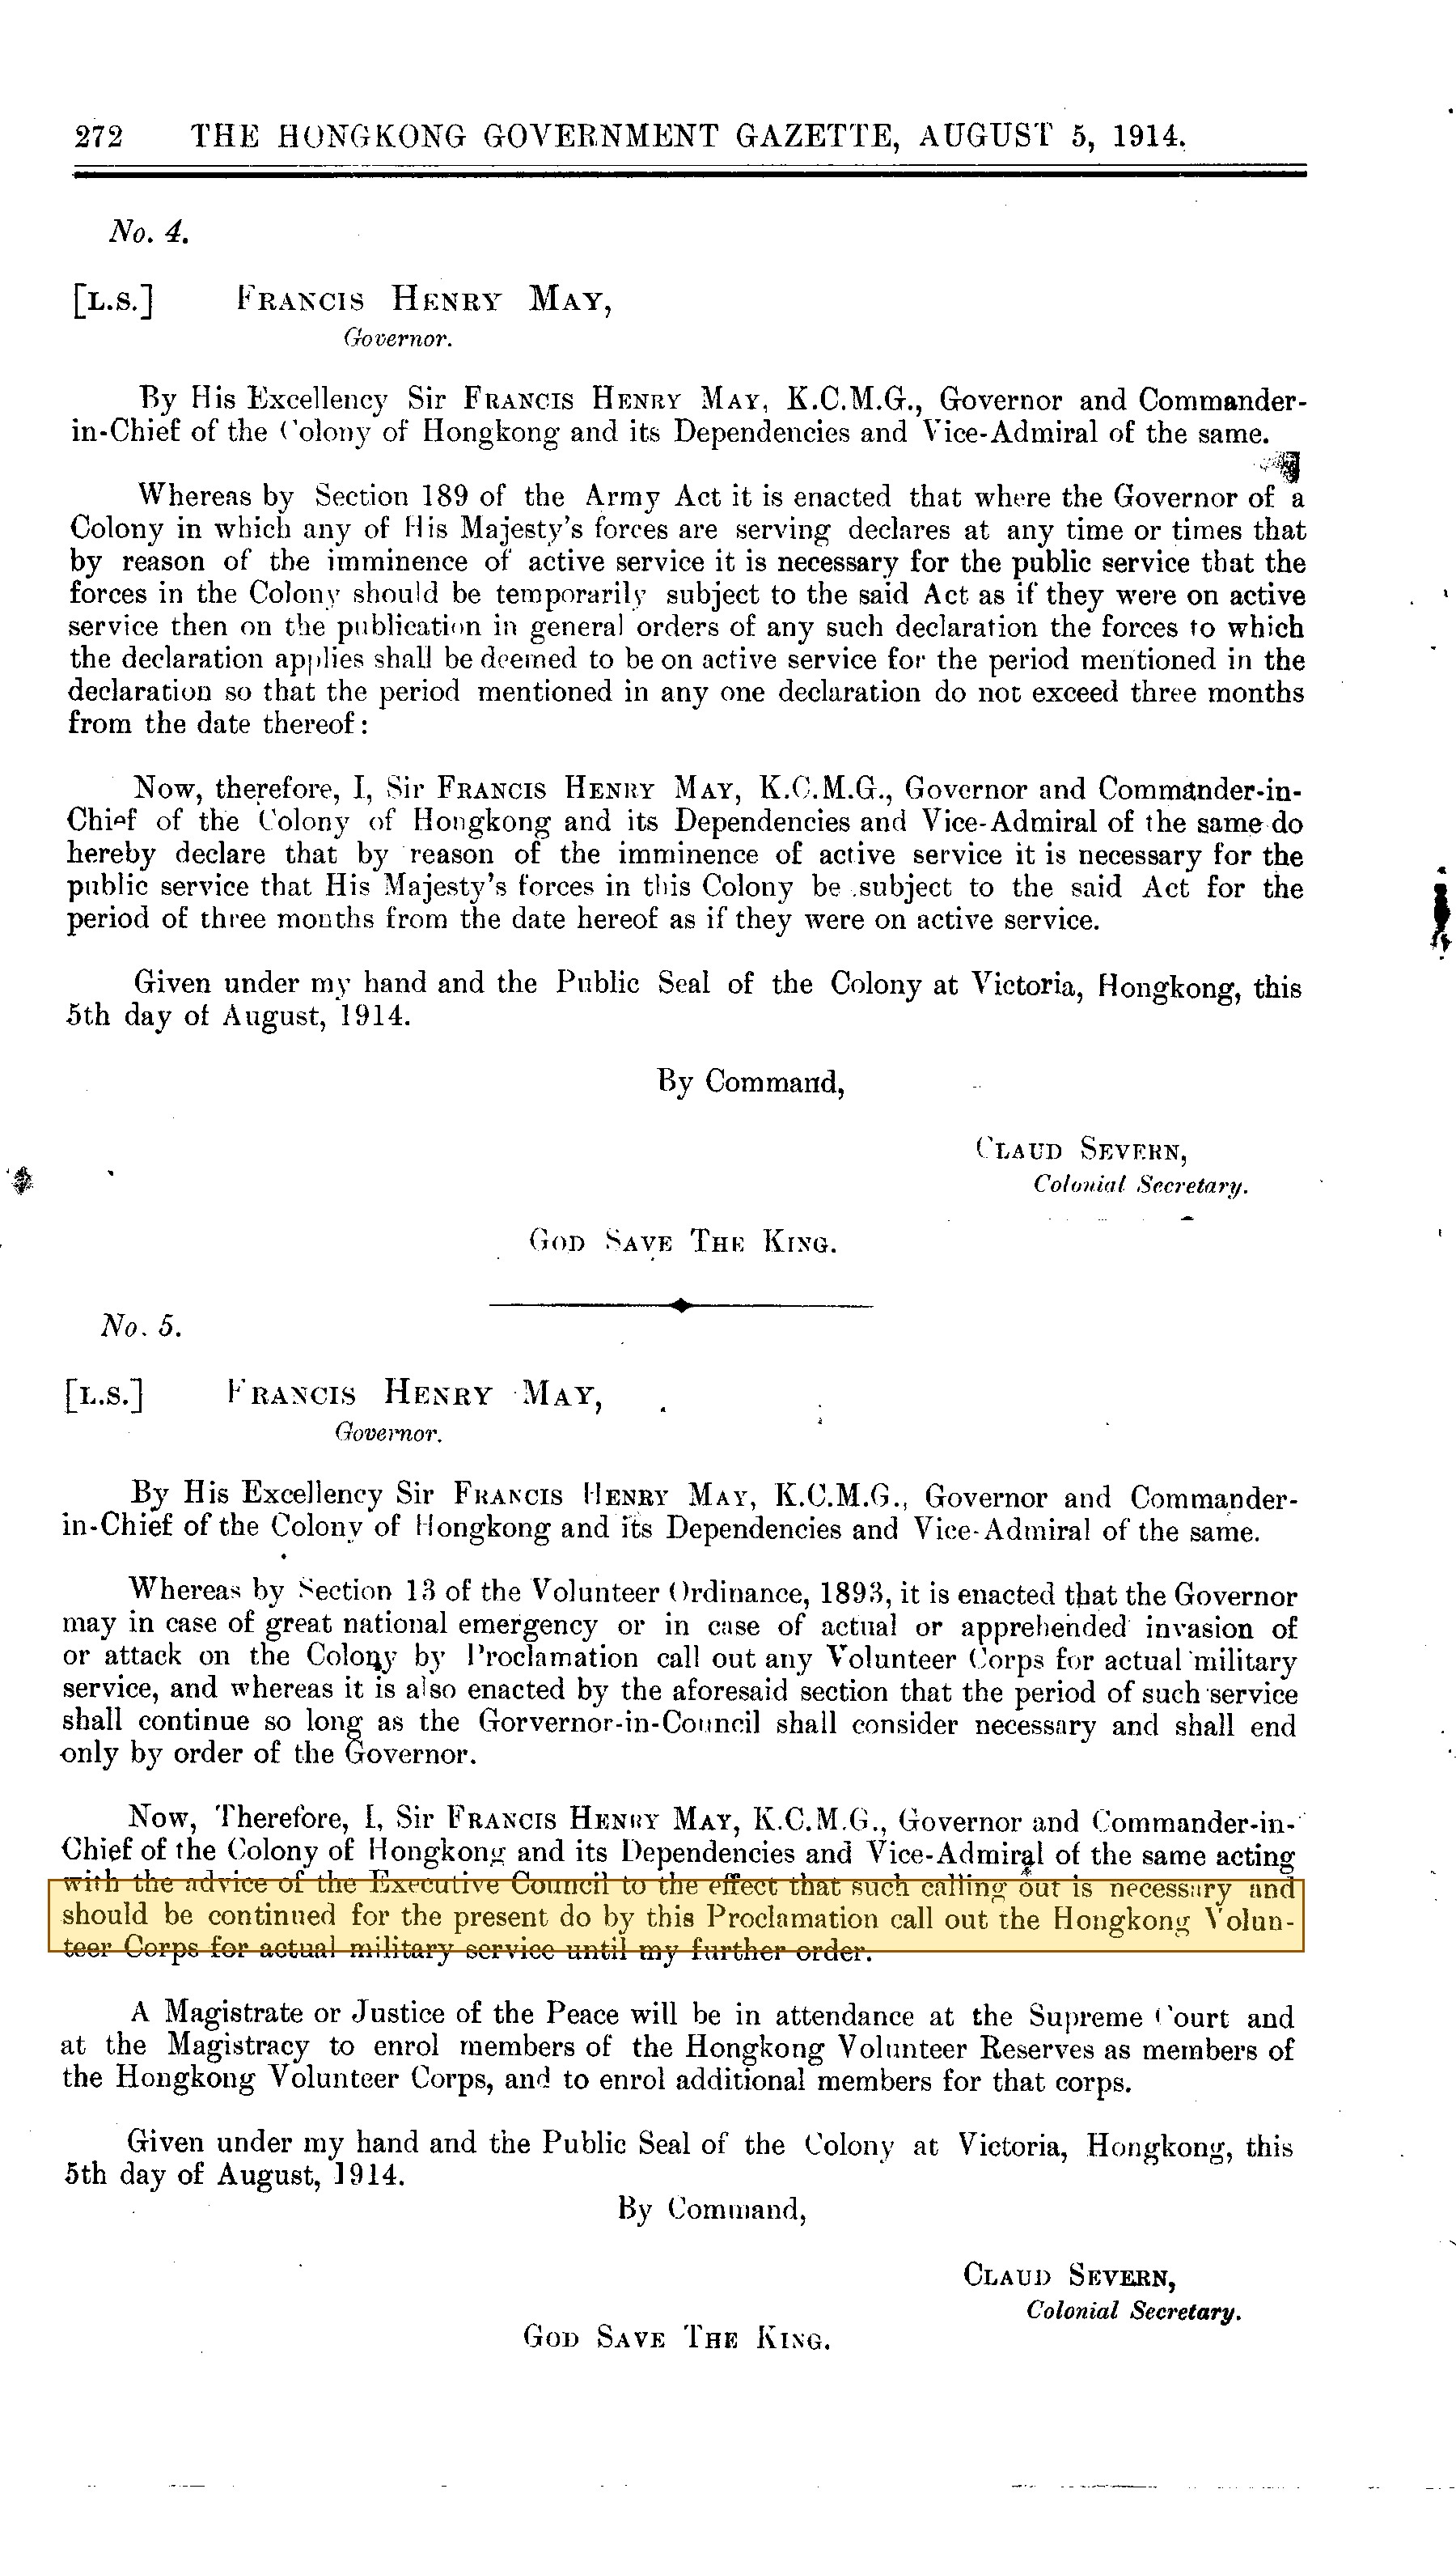 272 THE HONGKONG GOVERNMENT GAZETTE, AUGUST 5, 1914.
No. 4.
[L.S.] FRANCIS HENRY MAY,
Governor.
By His Excellency Sir FRANCIS HENRY MAY, K.C.M.G., Governor and Commander-
in-Chief of the Colony of Hongkong and its Dependencies and Vice-Admiral of the same.
Whereas by Section 189 of the Army Act it is enacted that where the Governor of a
Colony in which any of His Majesty's forces are serving declares at any time or times that
by reason of the imminence of active service it is necessary for the public service that the
forces in the Colony should be temporarily subject to the said Act as if they were on active
service then on the publication in general orders of any such declaration the forces to which
the declaration applies shall be deemed to be on active service for the period mentioned in the
declaration so that the period mentioned in any one declaration do not exceed three months
from the date thereof:
Now, therefore, I, Sir FRANCIS HENRY MAY, K.C.M.G., Governor and Commander-in-
Chief of the Colony of Hongkong and its Dependencies and Vice-Admiral of the same do
hereby declare that by reason of the imminence of active service it is necessary for the
public service that His Majesty's forces in this Colony be subject to the said Act for the
period of three months from the date hereof as if they were on active service.
Given under my hand and the Public Seal of the Colony at Victoria, Hongkong, this
5th day of August, 1914.
By Command,
CLAUD SEVERN,
Colonial Secretary.
GOD SAVE THE KING.
No. 5.
[L.S.] FRANCIS HENRY MAY,
Governor.
By His Excellency Sir FRANCIS HENRY MAY, K.C.M.G., Governor and Commander-
in-Chief of the Colony of Hongkong and its Dependencies and Vice-Admiral of the same.
Whereas by Section 13 of the Volunteer Ordinance, 1893, it is enacted that the Governor
may in case of great national emergency or in case of actual or apprehended invasion of
or attack on the Colony by Proclamation call out any Volunteer Corps for actual military
service, and whereas it is also enacted by the aforesaid section that the period of such service
shall continue so long as the Gorvernor-in-Council shall consider necessary and shall end
only by order of the Governor.
Now, Therefore, I, Sir FRANCIS HENRY MAY, K.C.M.G., Governor and Commander-in-
Chief of the Colony of Hongkong and its Dependencies and Vice-Admiral of the same acting
with the advice of the Executive Council to the effect that such calling out is necessary and
should be continued for the present do by this Proclamation call out the Hongkong Volun-
teer Corps for actual military service until my further order.
A Magistrate or Justice of the Peace will be in attendance at the Supreme Court and
at the Magistracy to enrol members of the Hongkong Volunteer Reserves as members of
the Hongkong Volunteer Corps, and to enrol additional members for that corps.
Given under my hand and the Public Seal of the Colony at Victoria, Hongkong, this
5th day of August, 1914.
By Command,
CLAUD SEVERN,
Colonial Secretary.
GOD SAVE THE KING.